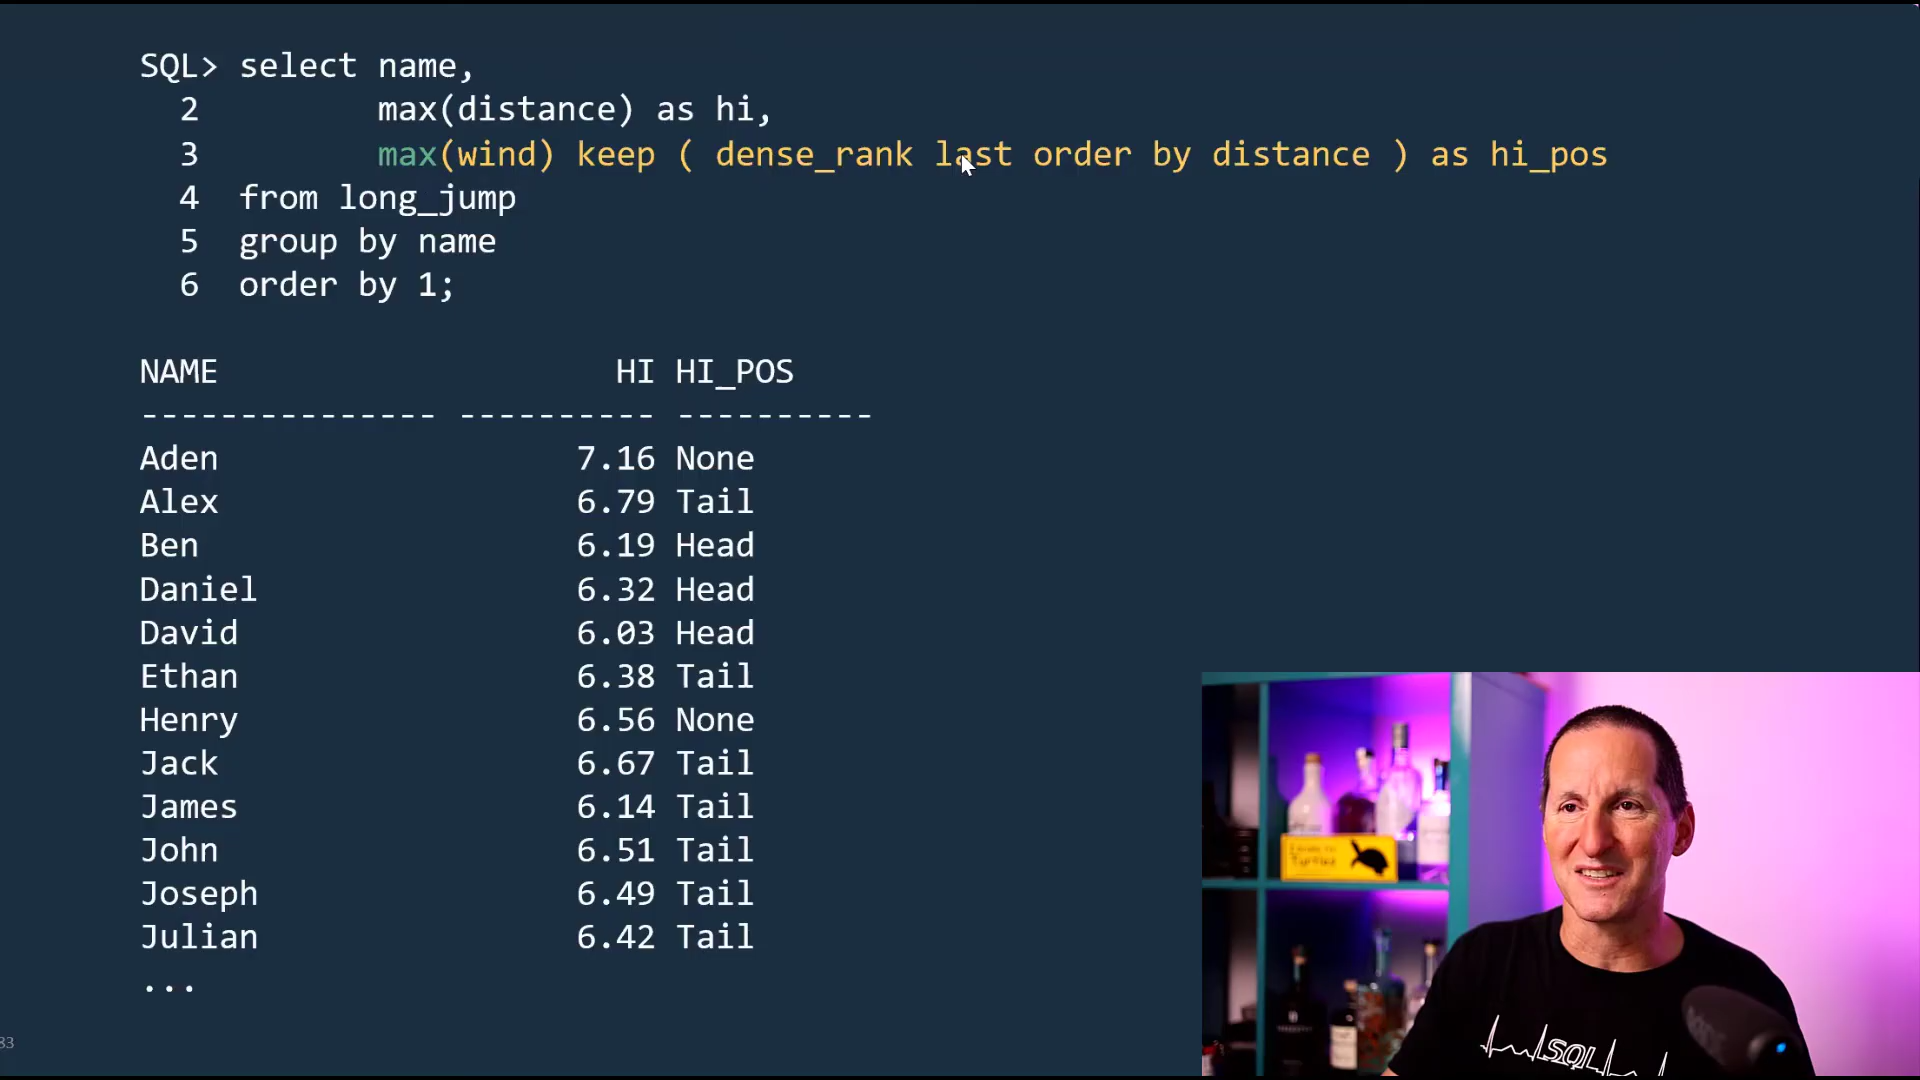 SQL> select name,
2 max(distance) as hi,
3 max(wind) keep ( dense_rank last order by distance ) as hi_pos
4 from long_jump
5 group by name
6 order by 1;
NAME HI HI_POS
--------------- ---------- ----------
Aden 7.16 None
Alex 6.79 Tail
Ben 6.19 Head
Daniel 6.32 Head
David 6.03 Head
Ethan 6.38 Tail
Henry 6.56 None
Jack 6.67 Tail
James 6.14 Tail
John 6.51 Tail
Joseph 6.49 Tail
Julian 6.42 Tail
...
83
SQL